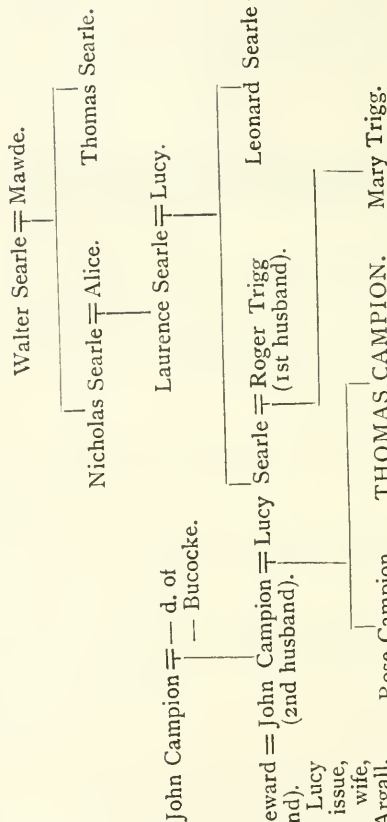 Walter Searle = Mawde.
Nicholas Searle = Alice. Thomas Searle.
John Campion = — d. of
— Bucocke.
Laurence Searle = Lucy.
eward = John Campion = Lucy Searle = Roger Trigg
nd). (2nd husband). (1st husband).
Leonard Searle
Lucy
issue,
wife,
Argall.
Rose Campion THOMAS CAMPION. Mary Trigg.